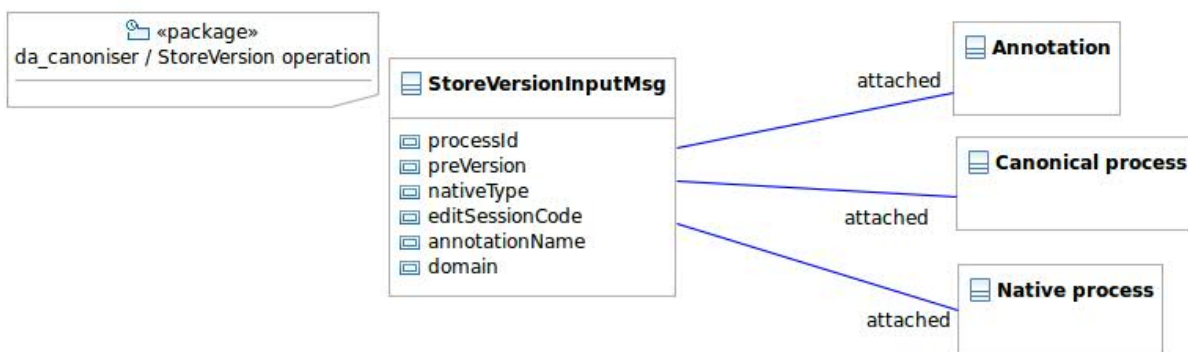 «package»
da_canoniser / StoreVersion operation
StoreVersionInputMsg
processId
preVersion
nativeType
editSessionCode
annotationName
domain
attached
Annotation
attached
Canonical process
attached
Native process